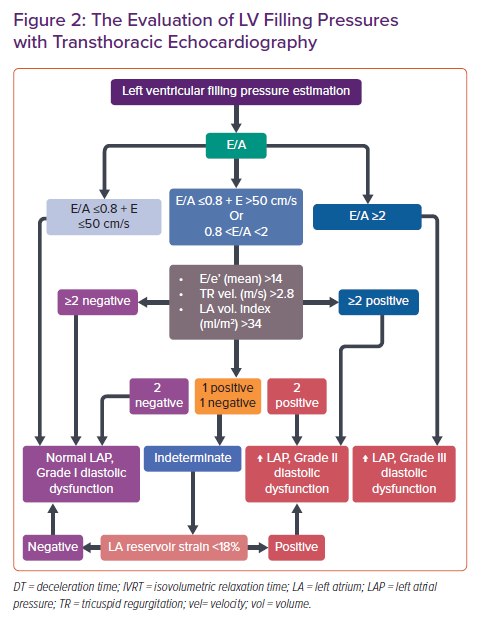 Figure 2: The Evaluation of LV Filling Pressures
with Transthoracic Echocardiography
Left ventricular filling pressure estimation
E/A
E/A ≤0.8 + E
≤50 cm/s
E/A ≤0.8 + E >50 cm/s
Or
0.8 <E/A <2
E/A ≥2
≥2 negative
• E/e’ (mean) >14
• TR vel. (m/s) >2.8
• LA vol. Index
(ml/m²) >34
≥2 positive
2
negative
1 positive
1 negative
2
positive
Normal LAP,
Grade I diastolic
dysfunction
Indeterminate
↑ LAP, Grade II
diastolic
dysfunction
↑ LAP, Grade III
diastolic
dysfunction
Negative
LA reservoir strain <18%
Positive
DT = deceleration time; IVRT = isovolumetric relaxation time; LA = left atrium; LAP = left atrial
pressure; TR = tricuspid regurgitation; vel= velocity; vol = volume.